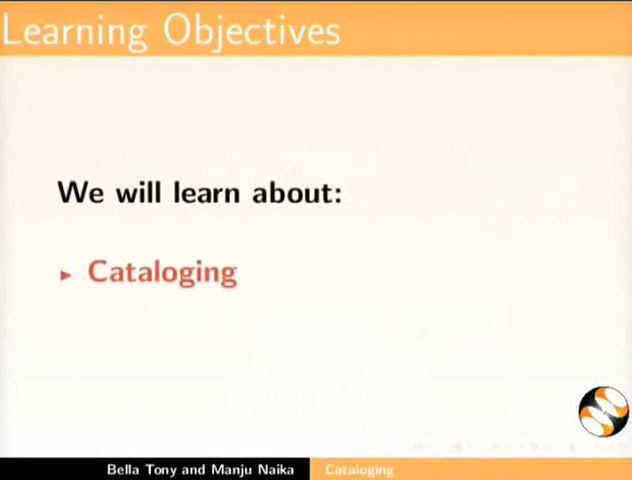 Learning Objectives
We will learn about:
Cataloging
Bella Tony and Manju Naika
Cataloging